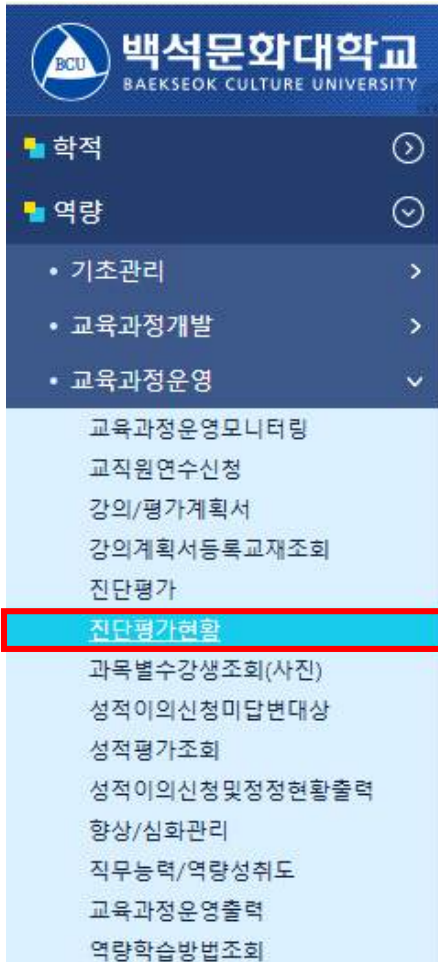 BCU
백석문화대학교
BAEKSEOK CULTURE UNIVERSITY
학적
역량
• 기초관리
• 교육과정개발
• 교육과정운영
교육과정운영모니터링
교직원연수신청
강의/평가계획서
강의계획서등록교재조회
진단평가
진단평가현황
과목별수강생조회(사진)
성적이의신청미답변대상
성적평가조회
성적이의신청및정정현황출력
향상/심화관리
직무능력/역량성취도
교육과정운영출력
역량학습방법조회